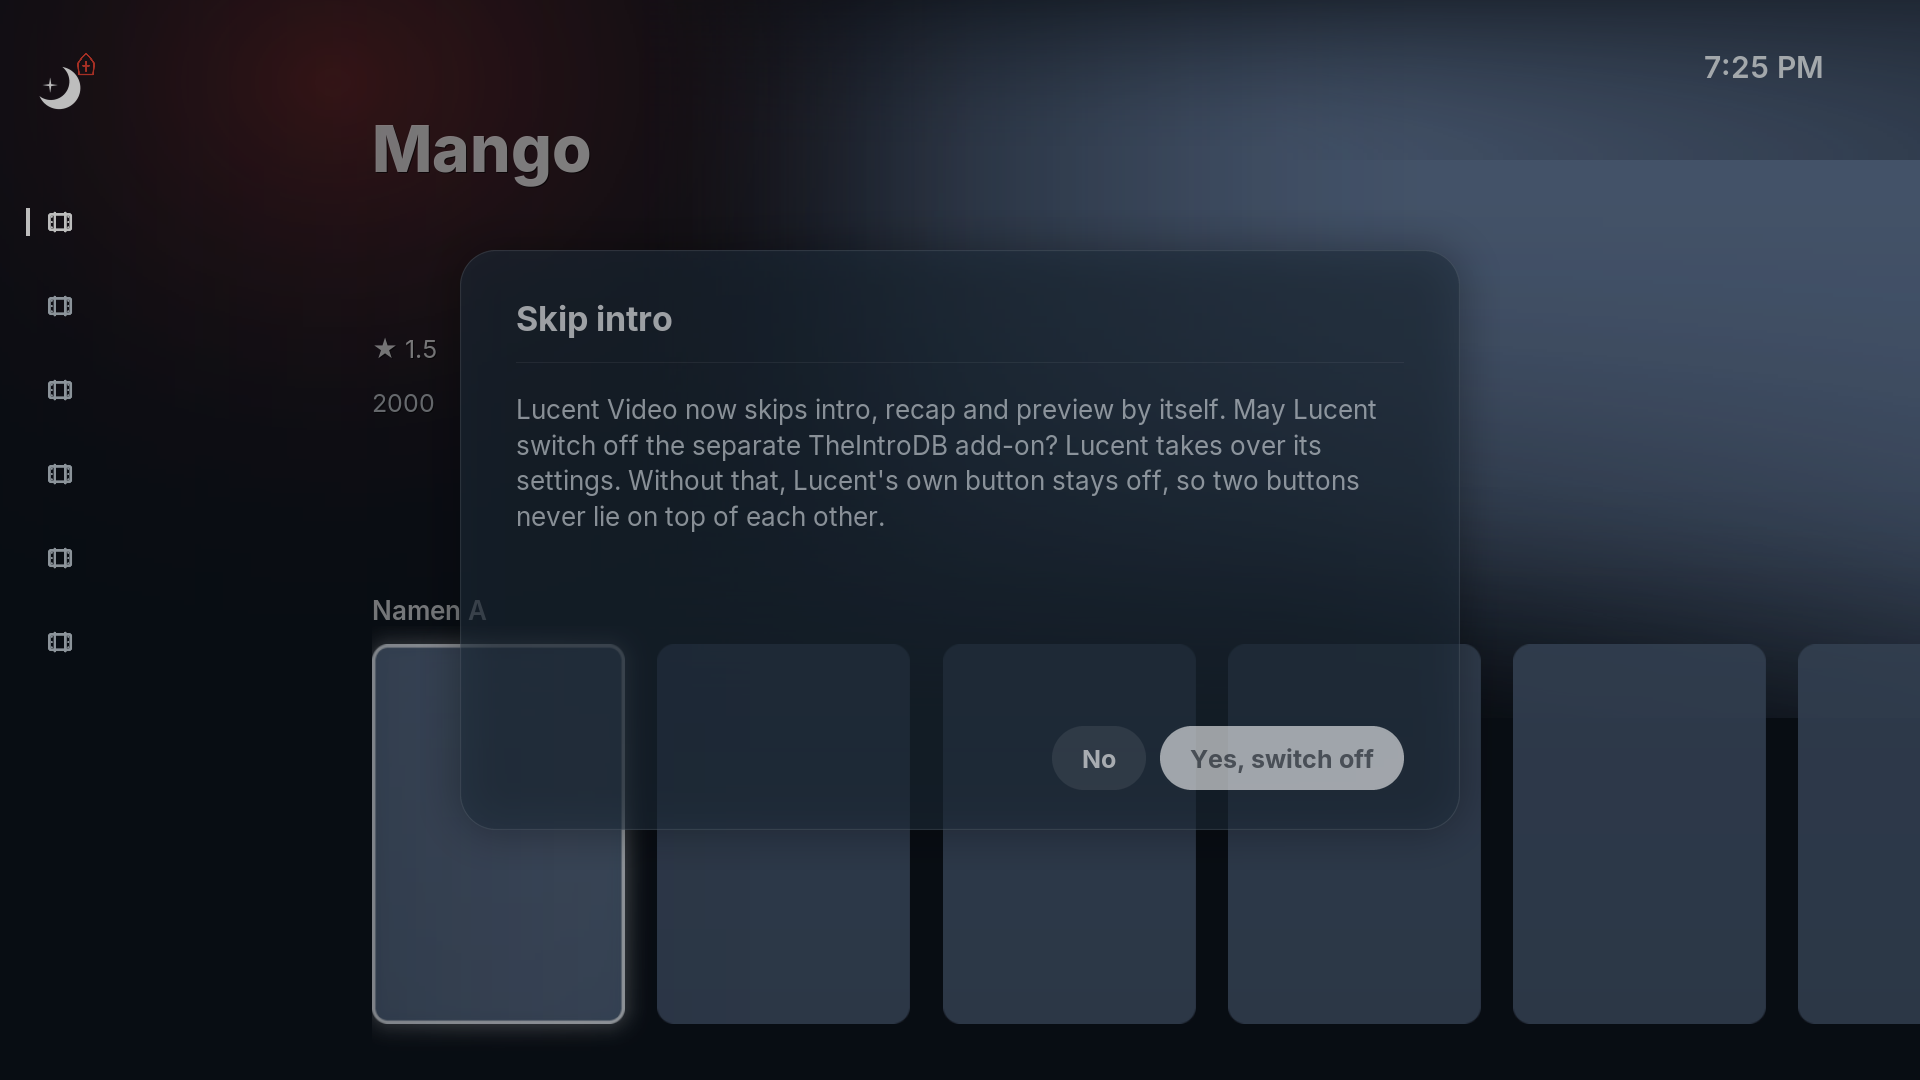 7:25 PM
Mango
Skip intro
★ 1.5
2000
Lucent Video now skips intro, recap and preview by itself. May Lucent
switch off the separate TheIntroDB add-on? Lucent takes over its
settings. Without that, Lucent's own button stays off, so two buttons
never lie on top of each other.
Namen A
No
Yes, switch off